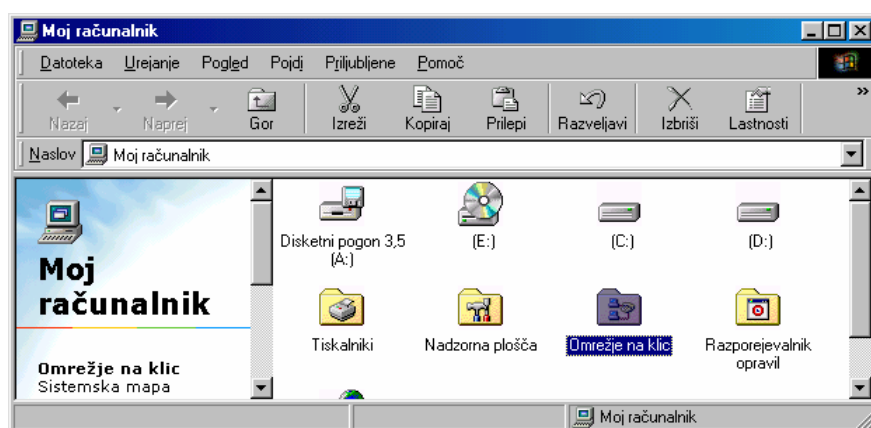 Moj računalnik
Datoteka Urejanje Pogled Pojdi Priljubljene Pomoč
Nazaj Naprej Gor Izreži Kopiraj Prilepi Razveljavi Izbriši Lastnosti »
Naslov Moj računalnik
Moj
računalnik
Omrežje na klic
Sistemska mapa
Disketni pogon 3,5
(A:)
(E:)
(C:)
(D:)
Tiskalniki
Nadzorna plošča
Omrežje na klic
Razporejevalnik
opravil
Moj računalnik